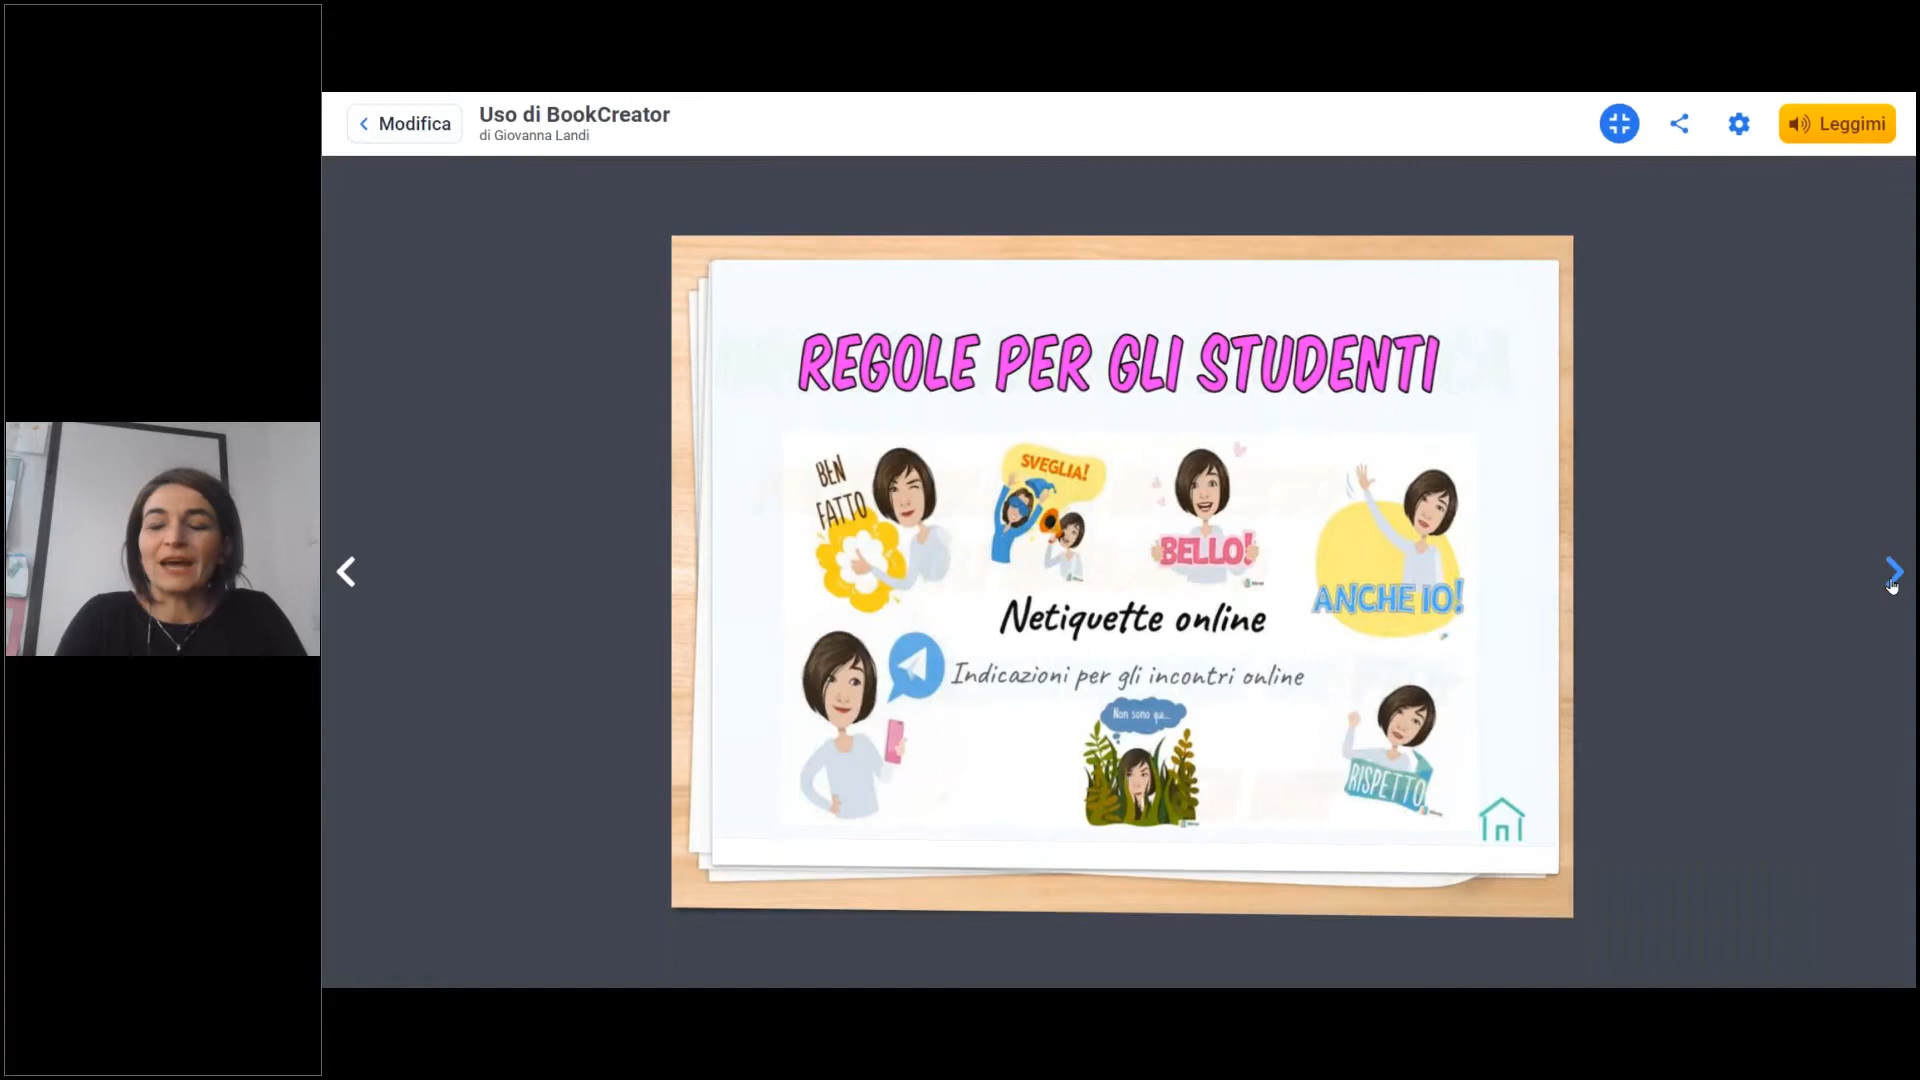 Modifica
Uso di BookCreator
di Giovanna Landi
Leggimi
REGOLE PER GLI STUDENTI
BEN
FATTO
SVEGLIA!
BELLO!
ANCHE IO!
Netiquette online
Indicazioni per gli incontri online
Non sono qui...
RISPETTO